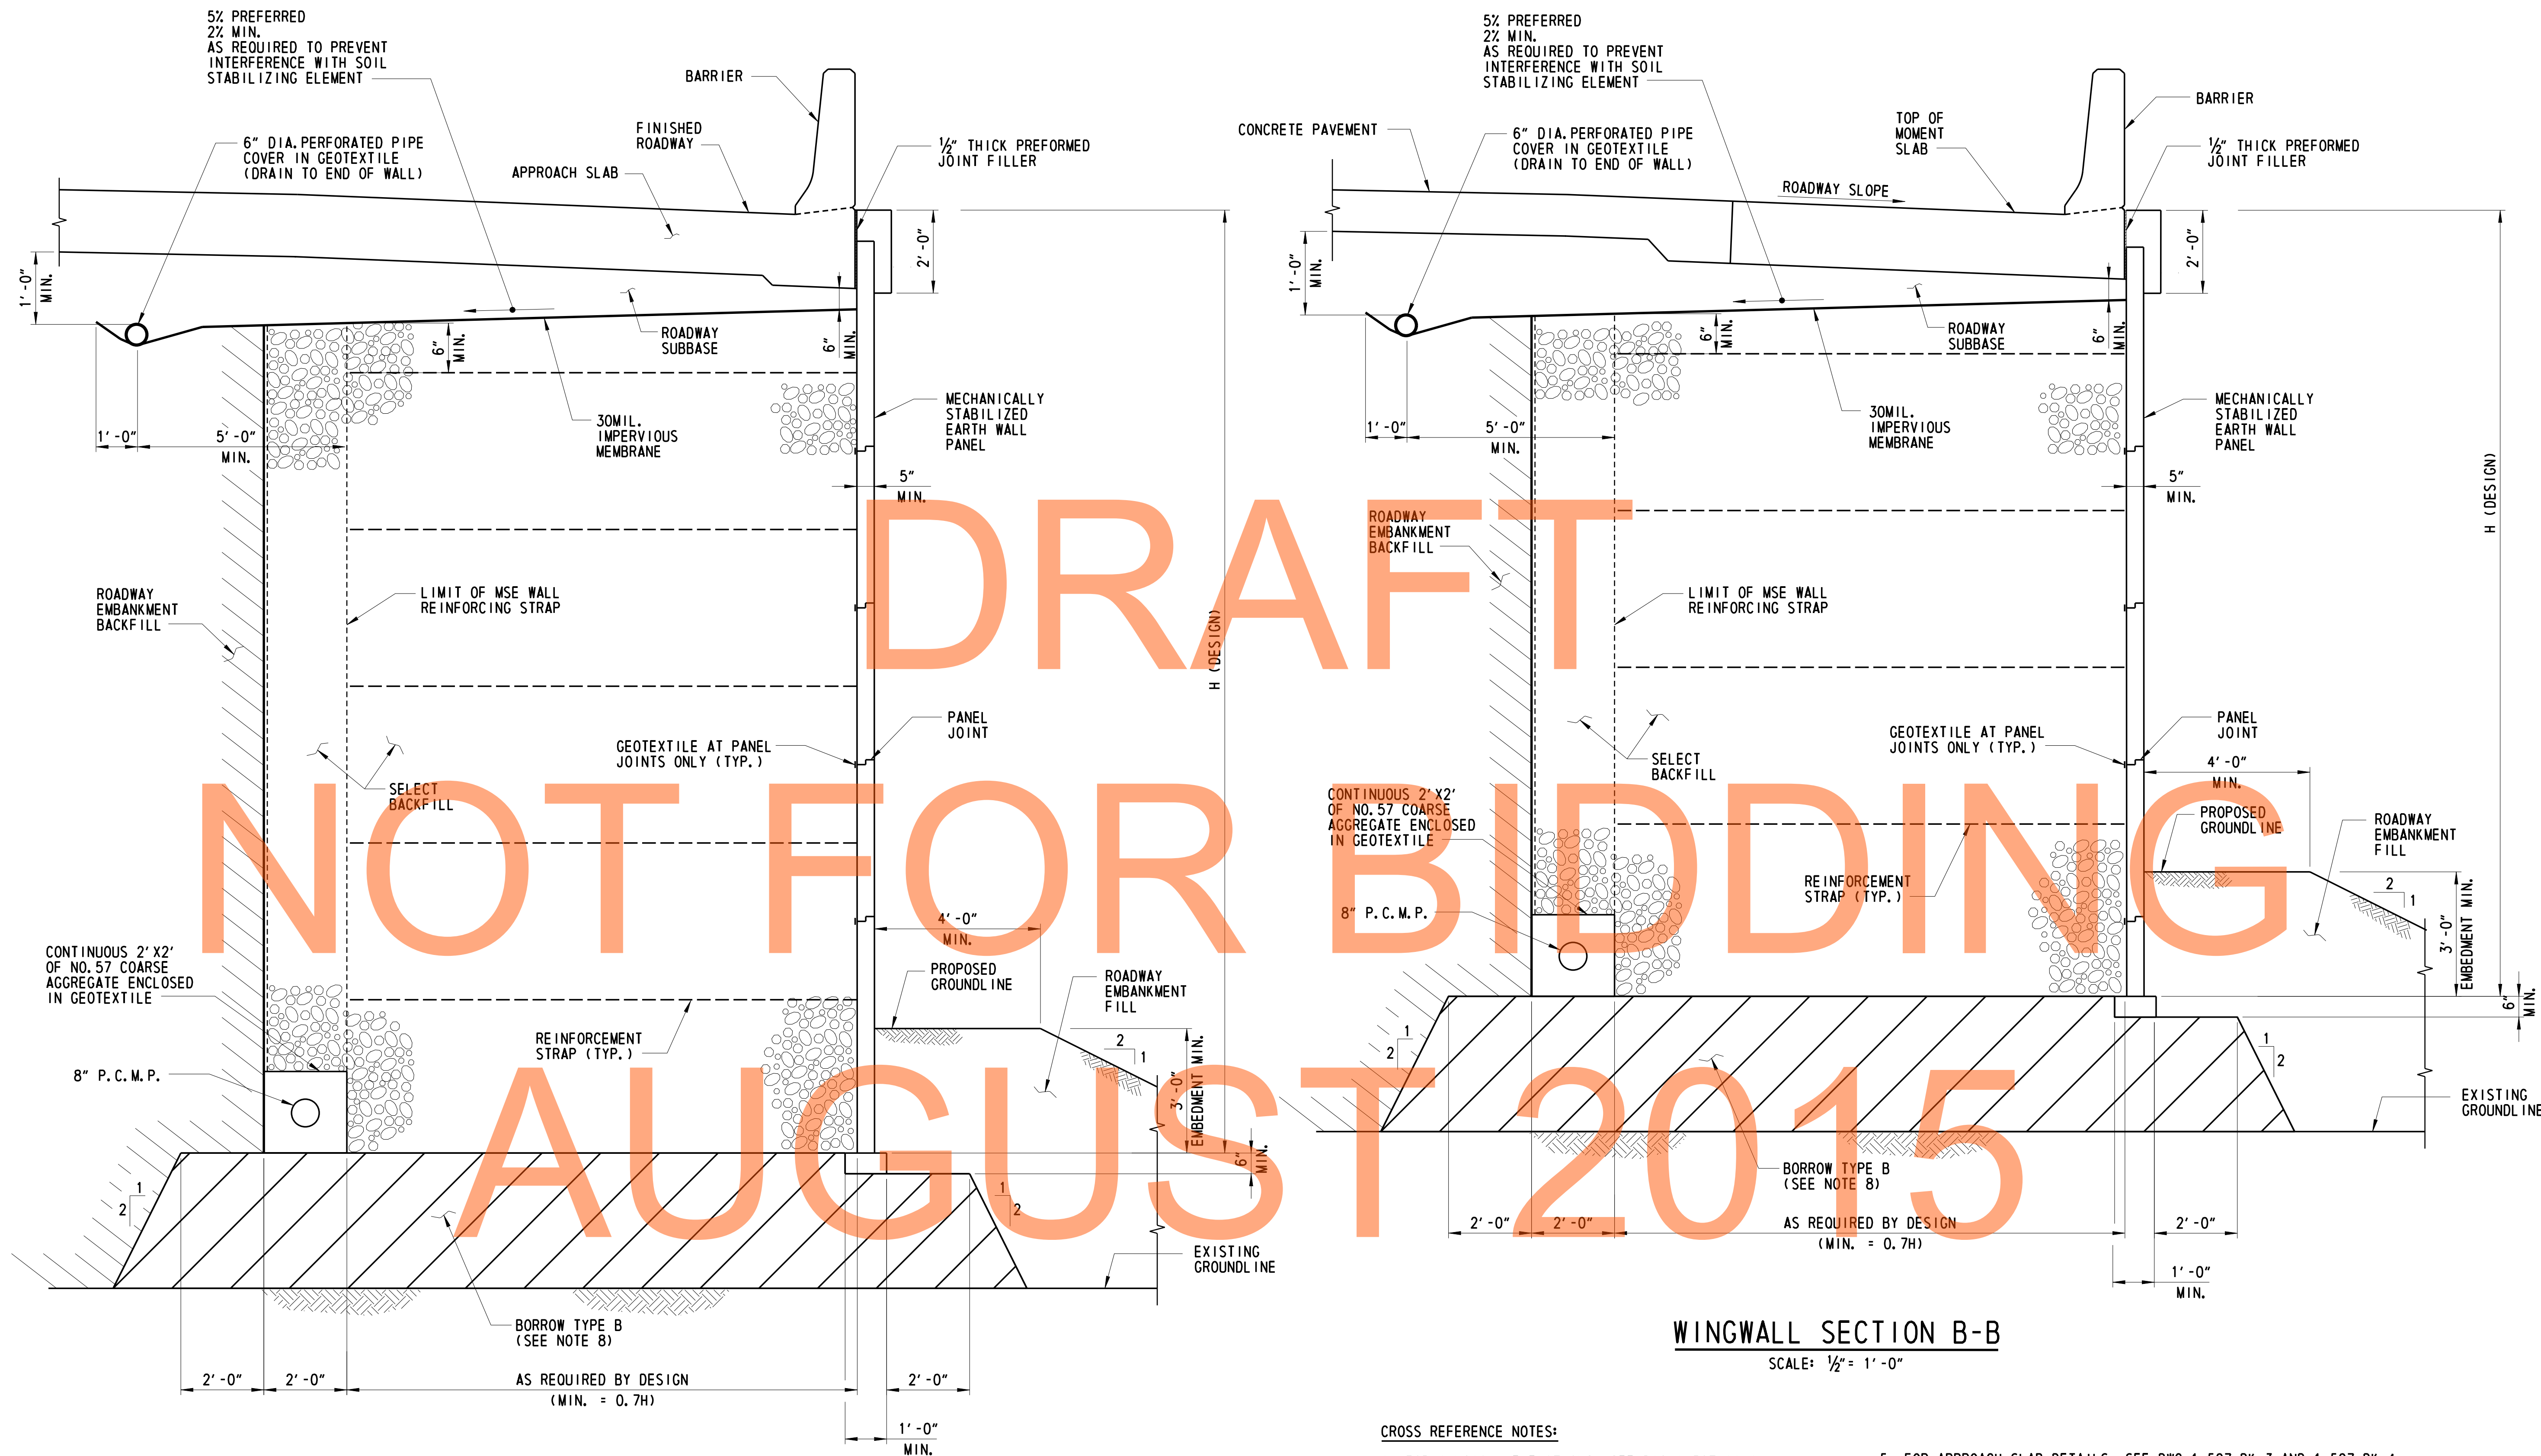 5% PREFERRED
2% MIN.
AS REQUIRED TO PREVENT
INTERFERENCE WITH SOIL
STABILIZING ELEMENT
BARRIER
6" DIA. PERFORATED PIPE
COVER IN GEOTEXTILE
(DRAIN TO END OF WALL)
FINISHED
ROADWAY
APPROACH SLAB
½" THICK PREFORMED
JOINT FILLER
2'-0"
1'-0"
MIN.
ROADWAY
SUBBASE
6"
MIN.
6"
MIN.
1'-0"
5'-0"
MIN.
30MIL.
IMPERVIOUS
MEMBRANE
MECHANICALLY
STABILIZED
EARTH WALL
PANEL
5"
MIN.
ROADWAY
EMBANKMENT
BACKFILL
LIMIT OF MSE WALL
REINFORCING STRAP
H (DESIGN)
PANEL
JOINT
GEOTEXTILE AT PANEL
JOINTS ONLY (TYP.)
SELECT
BACKFILL
CONTINUOUS 2'X2'
OF NO. 57 COARSE
AGGREGATE ENCLOSED
IN GEOTEXTILE
4'-0"
MIN.
PROPOSED
GROUNDLINE
ROADWAY
EMBANKMENT
FILL
REINFORCEMENT
STRAP (TYP.)
8" P.C.M.P.
2
1
3'-0"
EMBEDMENT MIN.
6"
MIN.
1
2
1
2
EXISTING
GROUNDLINE
BORROW TYPE B
(SEE NOTE 8)
2'-0"
2'-0"
AS REQUIRED BY DESIGN
(MIN. = 0.7H)
2'-0"
1'-0"
MIN.
5% PREFERRED
2% MIN.
AS REQUIRED TO PREVENT
INTERFERENCE WITH SOIL
STABILIZING ELEMENT
BARRIER
CONCRETE PAVEMENT
6" DIA. PERFORATED PIPE
COVER IN GEOTEXTILE
(DRAIN TO END OF WALL)
TOP OF
MOMENT
SLAB
½" THICK PREFORMED
JOINT FILLER
ROADWAY SLOPE
2'-0"
1'-0"
MIN.
ROADWAY
SUBBASE
6"
MIN.
6"
MIN.
1'-0"
5'-0"
MIN.
30MIL.
IMPERVIOUS
MEMBRANE
MECHANICALLY
STABILIZED
EARTH WALL
PANEL
5"
MIN.
H (DESIGN)
ROADWAY
EMBANKMENT
BACKFILL
LIMIT OF MSE WALL
REINFORCING STRAP
PANEL
JOINT
GEOTEXTILE AT PANEL
JOINTS ONLY (TYP.)
SELECT
BACKFILL
4'-0"
MIN.
CONTINUOUS 2'X2'
OF NO. 57 COARSE
AGGREGATE ENCLOSED
IN GEOTEXTILE
PROPOSED
GROUNDLINE
ROADWAY
EMBANKMENT
FILL
REINFORCEMENT
STRAP (TYP.)
8" P.C.M.P.
2
1
3'-0"
EMBEDMENT MIN.
6"
MIN.
1
2
1
2
EXISTING
GROUNDLINE
BORROW TYPE B
(SEE NOTE 8)
2'-0"
2'-0"
AS REQUIRED BY DESIGN
(MIN. = 0.7H)
2'-0"
1'-0"
MIN.
WINGWALL SECTION B-B
SCALE: ½" = 1'-0"
CROSS REFERENCE NOTES:
DRAFT
NOT FOR BIDDING
AUGUST 2015